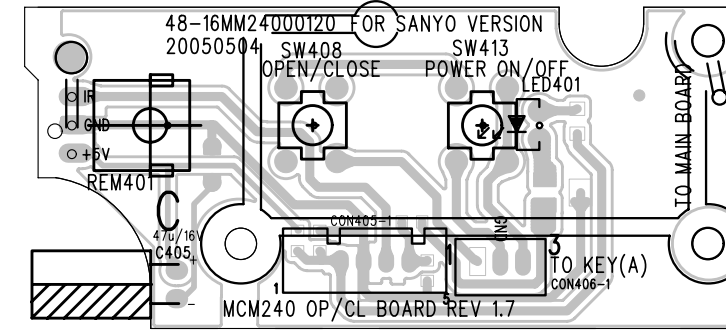 48-16MM24000120 FOR SANYO VERSION
20050504
SW408
OPEN/CLOSE
SW413
POWER ON/OFF
LED401
IR
GND
+5V
REM401
TO MAIN BOARD
47u/16V
C405
+
-
CON405-1
1
5
GND
1
3
TO KEY(A)
CON406-1
MCM240 OP/CL BOARD REV 1.7